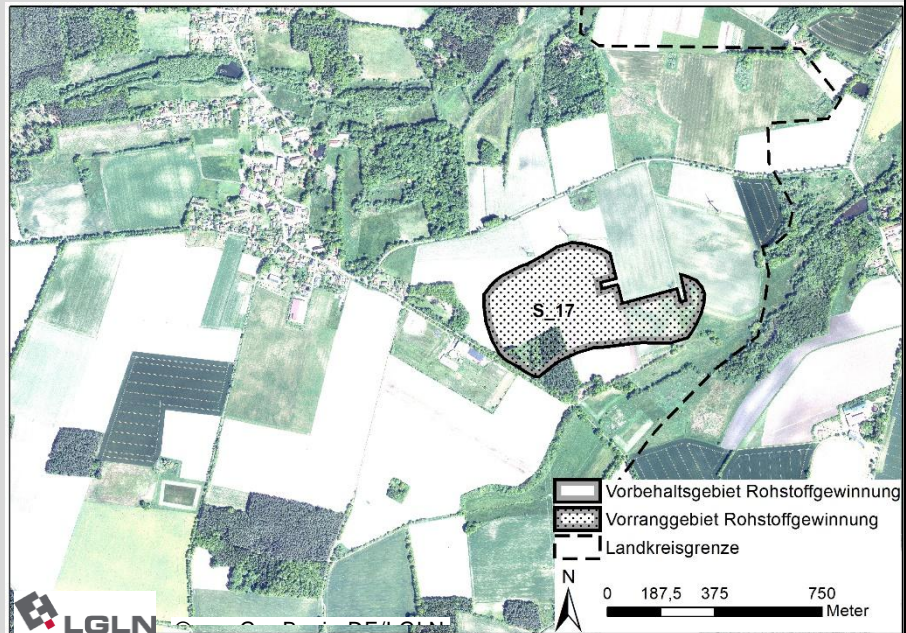 S_17
Vorbehaltsgebiet Rohstoffgewinnung
Vorranggebiet Rohstoffgewinnung
Landkreisgrenze
N
0 187,5 375 750
Meter
LGLN